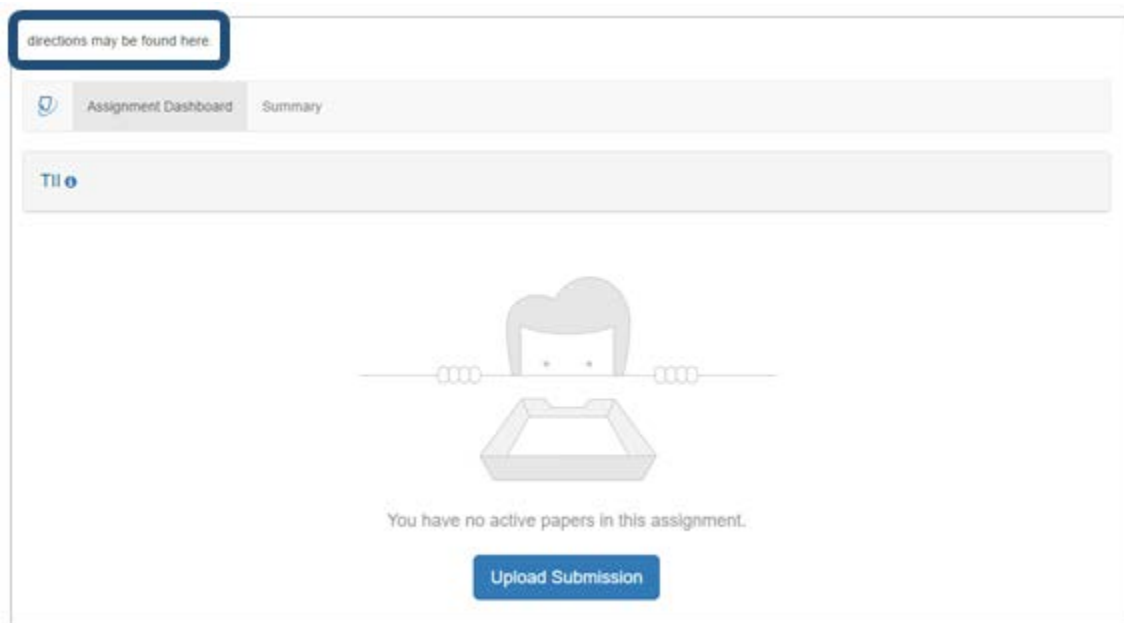 directions may be found here.
Assignment Dashboard Summary
TII
You have no active papers in this assignment.
Upload Submission